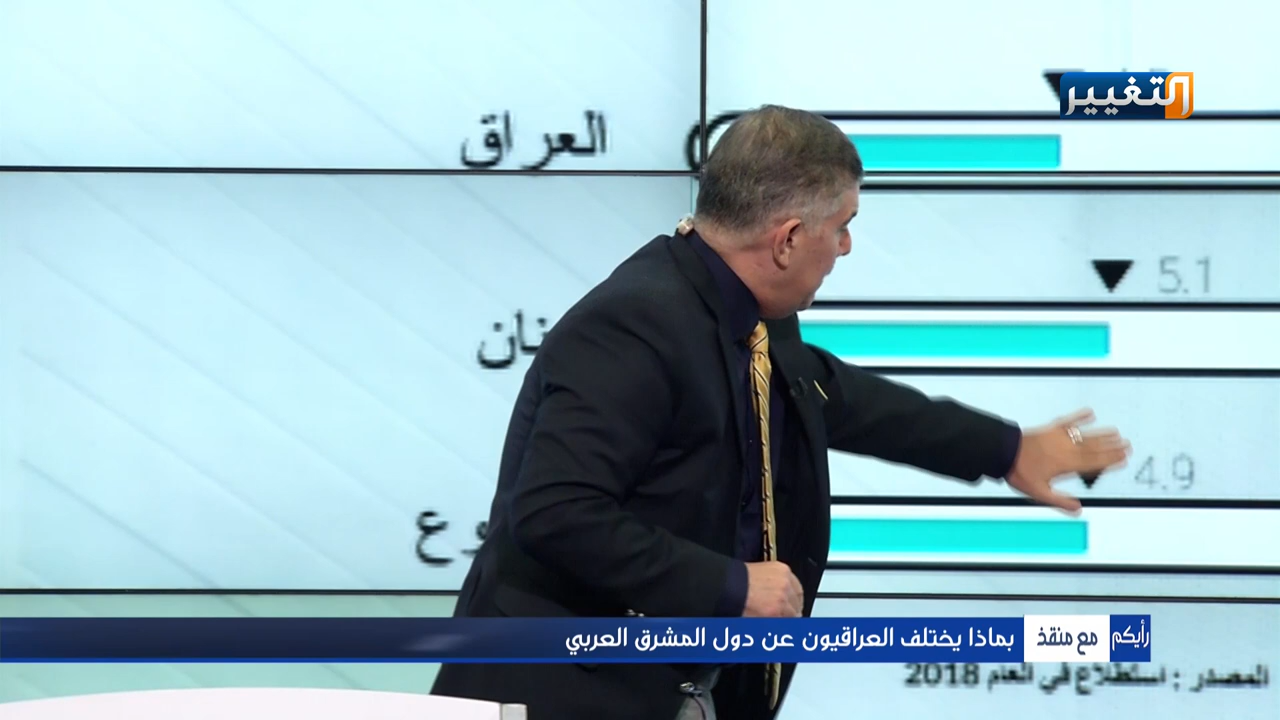 التغيير
العراق
5.1
4.9
رأيكم مع منقذ بماذا يختلف العراقيون عن دول المشرق العربي
المصدر : استطلاع في العام 2018